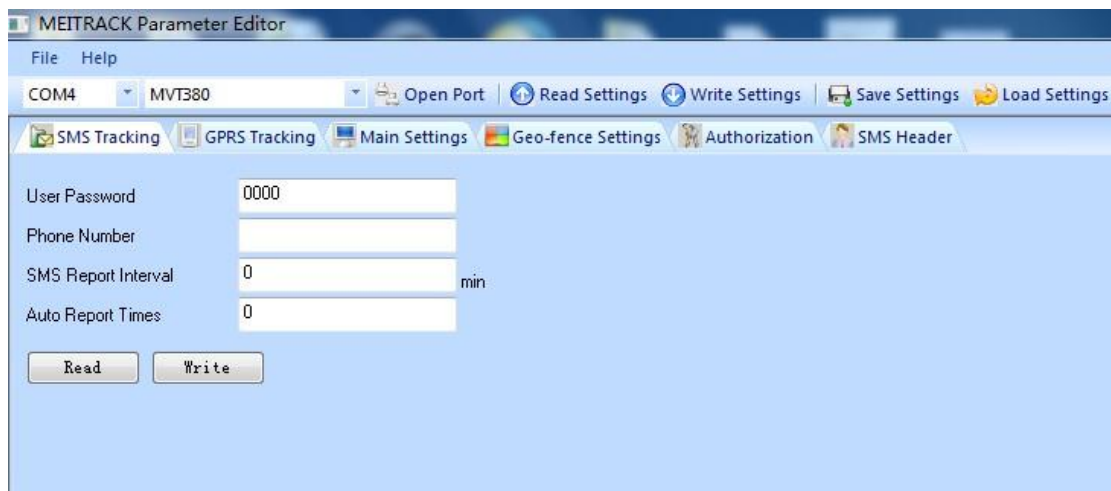 MEITRACK Parameter Editor
File Help
COM4 MVT380 Open Port Read Settings Write Settings Save Settings Load Settings
SMS Tracking GPRS Tracking Main Settings Geo-fence Settings Authorization SMS Header
User Password 0000
Phone Number
SMS Report Interval 0 min
Auto Report Times 0
Read Write